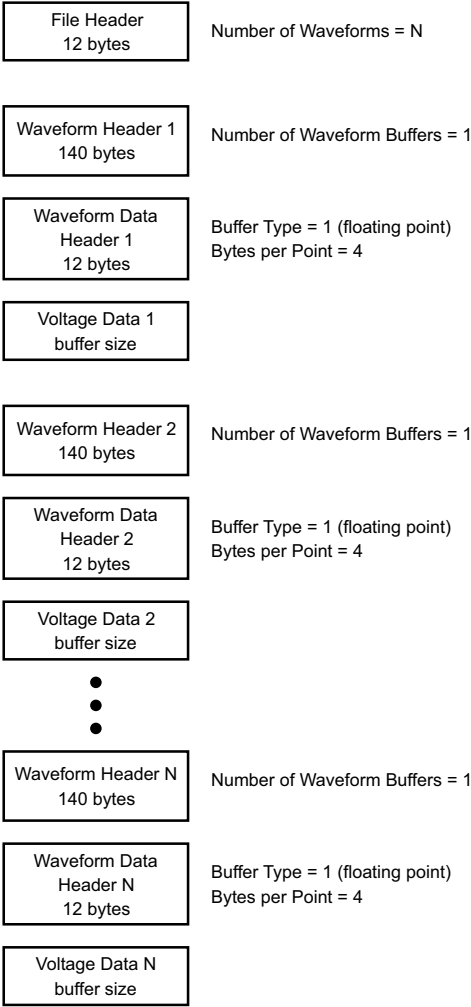 File Header
12 bytes
Number of Waveforms = N
Waveform Header 1
140 bytes
Number of Waveform Buffers = 1
Waveform Data
Header 1
12 bytes
Buffer Type = 1 (floating point)
Bytes per Point = 4
Voltage Data 1
buffer size
Waveform Header 2
140 bytes
Number of Waveform Buffers = 1
Waveform Data
Header 2
12 bytes
Buffer Type = 1 (floating point)
Bytes per Point = 4
Voltage Data 2
buffer size
Waveform Header N
140 bytes
Number of Waveform Buffers = 1
Waveform Data
Header N
12 bytes
Buffer Type = 1 (floating point)
Bytes per Point = 4
Voltage Data N
buffer size